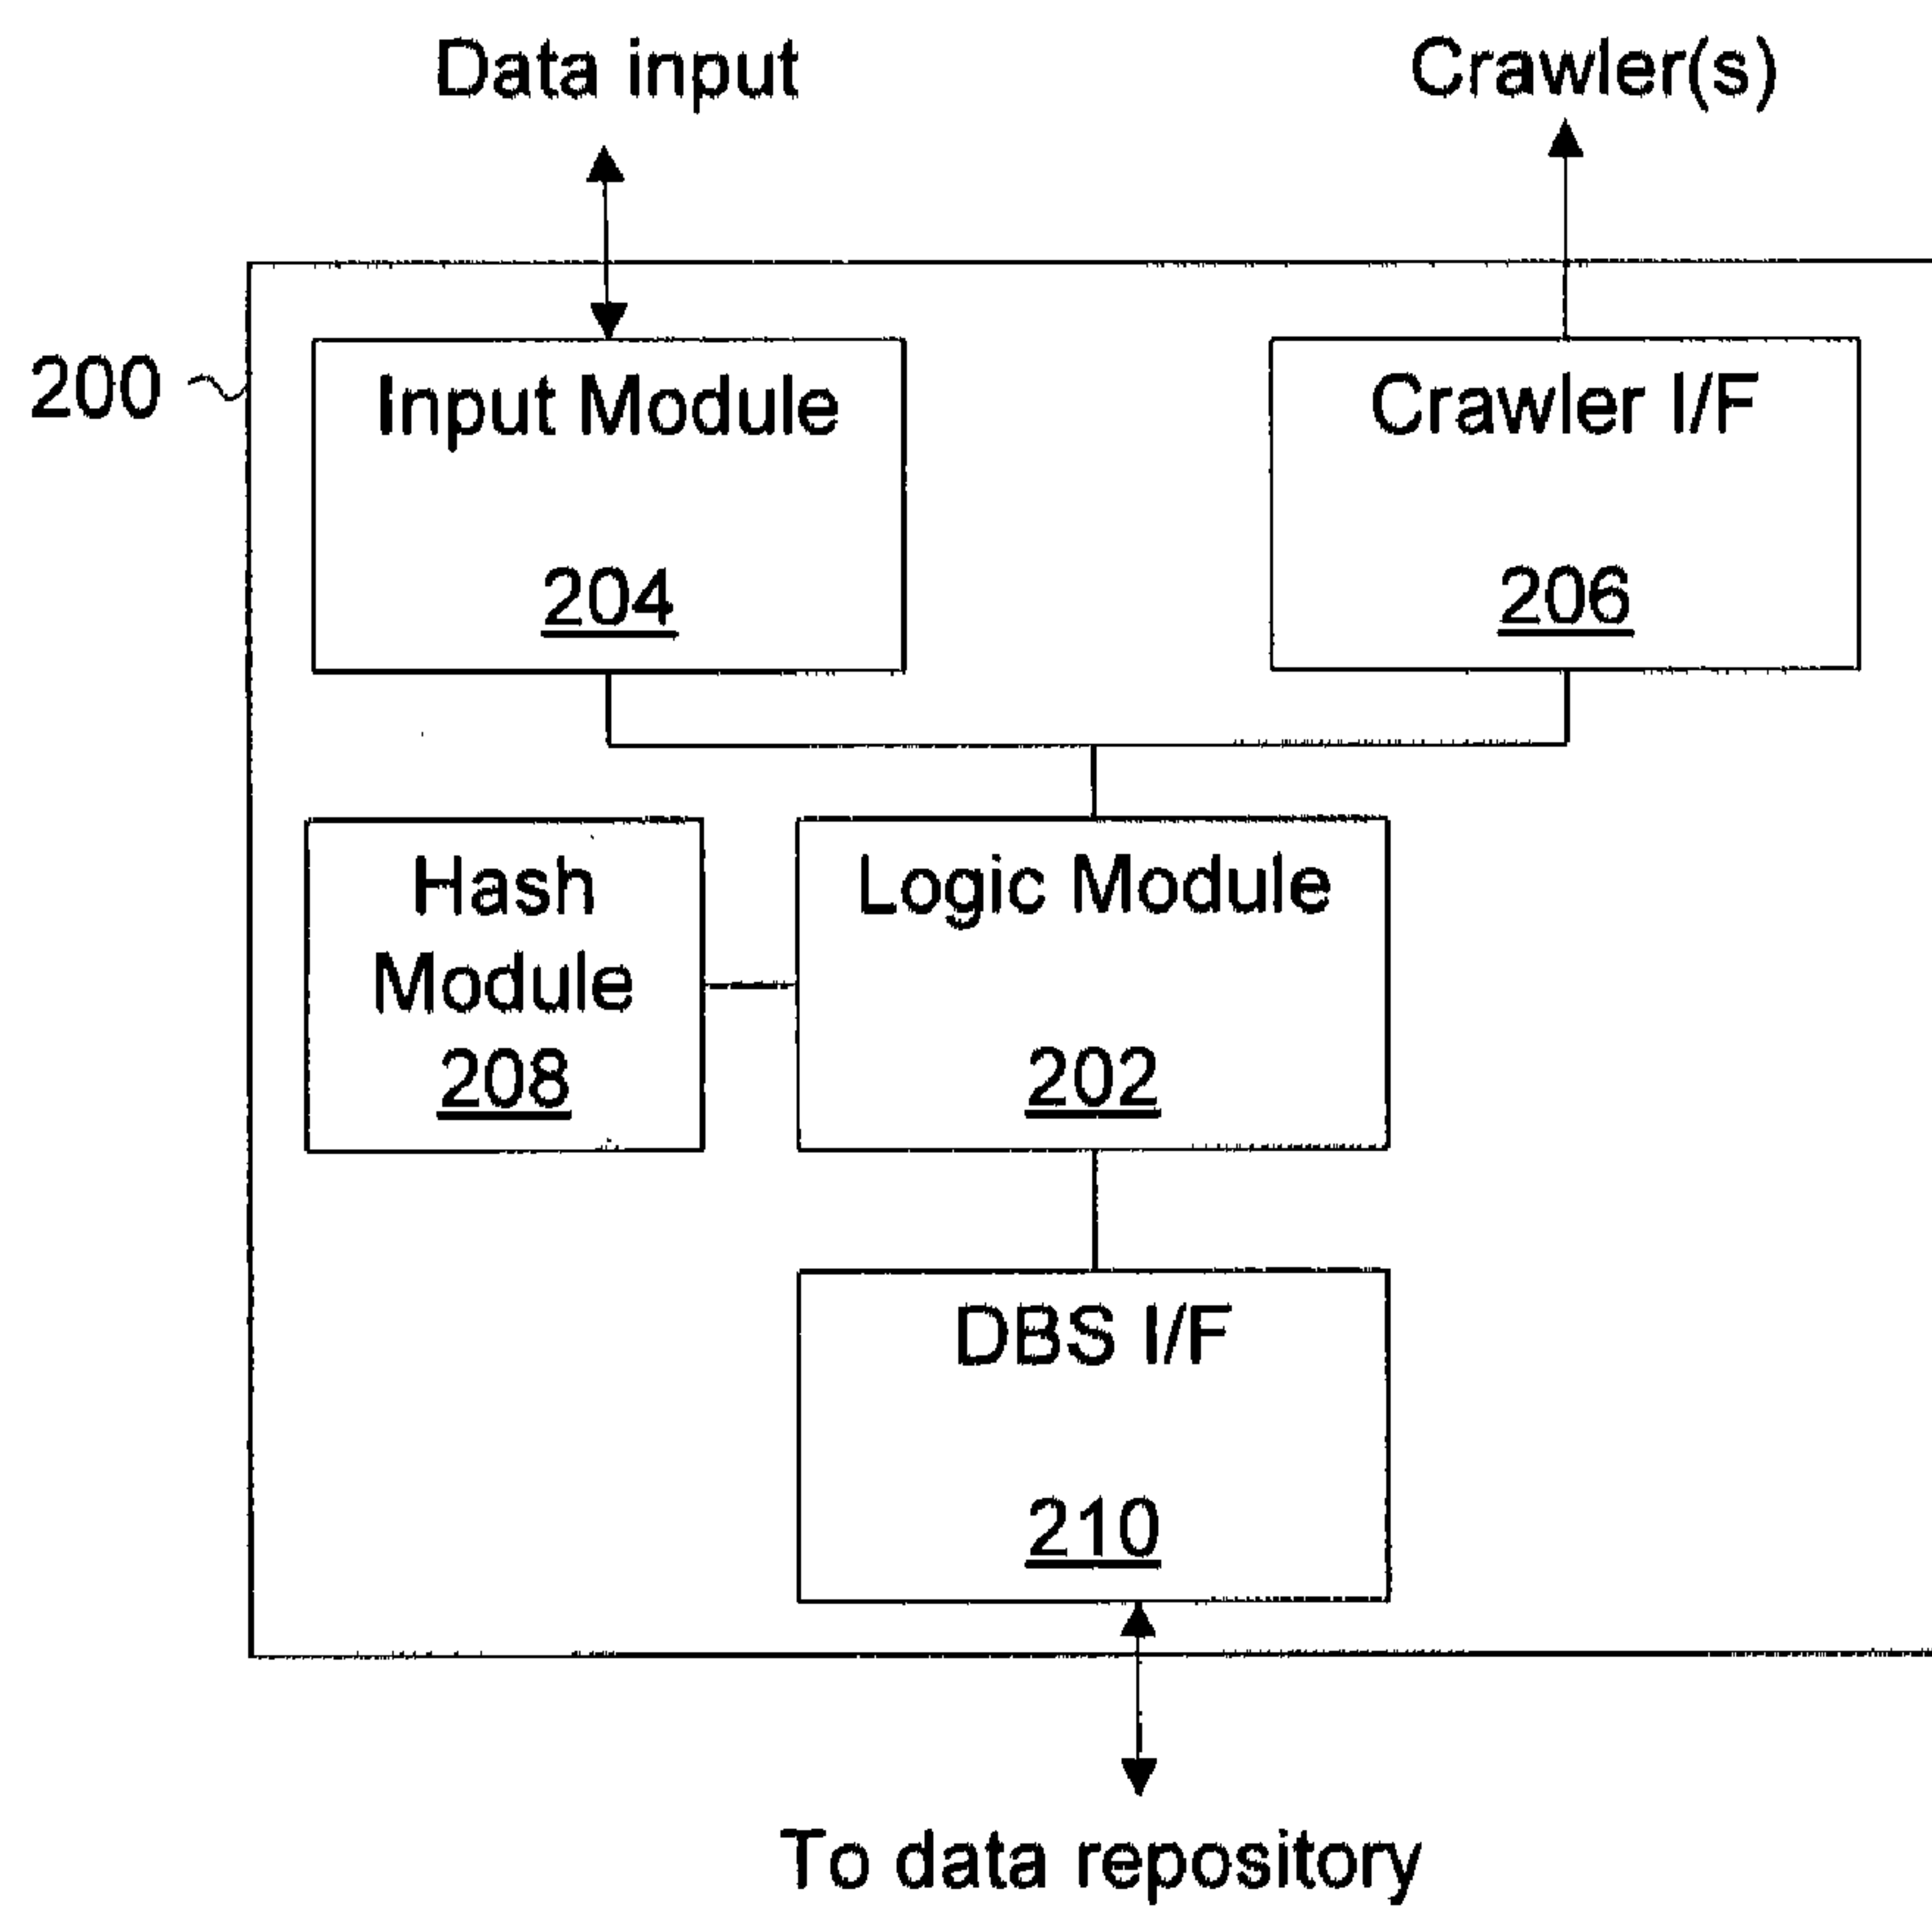 Data input
Crawler(s)
200
Input Module
204
Crawler I/F
206
Hash
Module
208
Logic Module
202
DBS I/F
210
To data repository